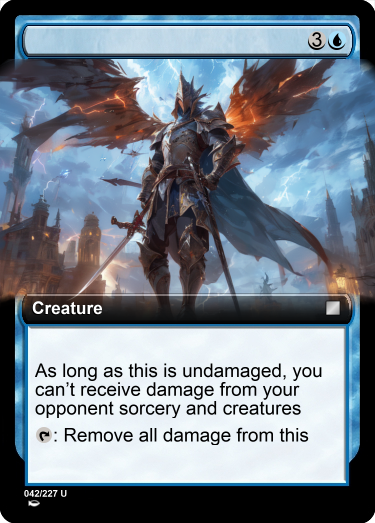 3
Creature
As long as this is undamaged, you
can't receive damage from your
opponent sorcery and creatures
: Remove all damage from this
042/227 U